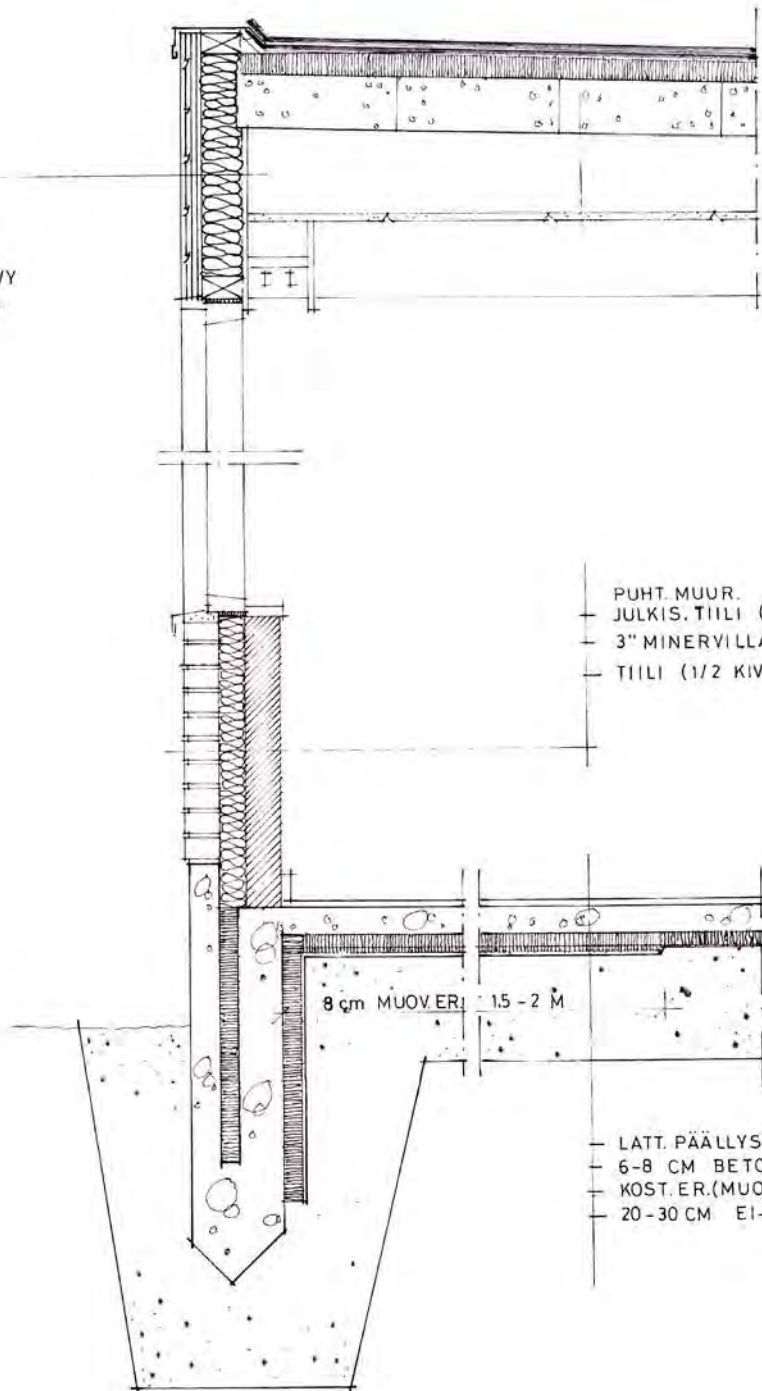 PUHT. MUUR.
JULKIS. TIILI (
3" MINERVILLA
TIILI (1/2 KIV
8 cm MUOV.ER. 1.5 - 2 M
LATT. PÄÄLLYS
6-8 CM BETO
KOST. ER.(MUO
20-30 CM EI-